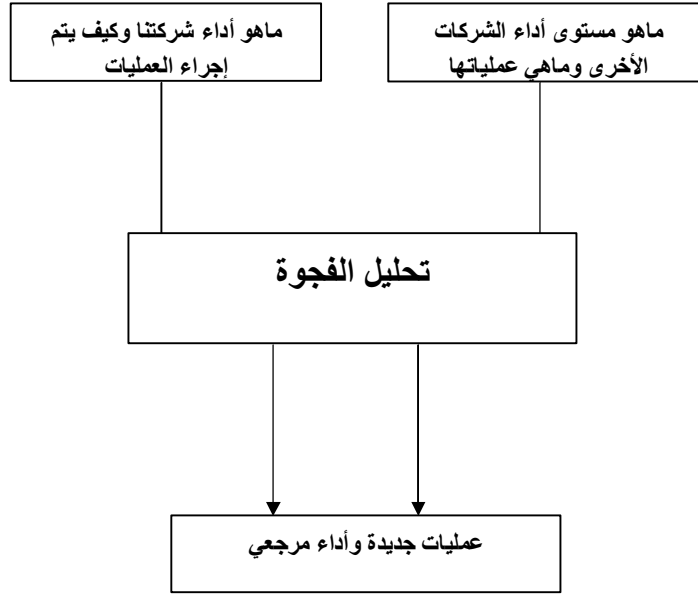 ماهو أداء شركتنا وكيف يتم
إجراء العمليات
ماهو مستوى أداء الشركات
الأخرى وماهي عملياتها
تحليل الفجوة
عمليات جديدة وأداء مرجعي